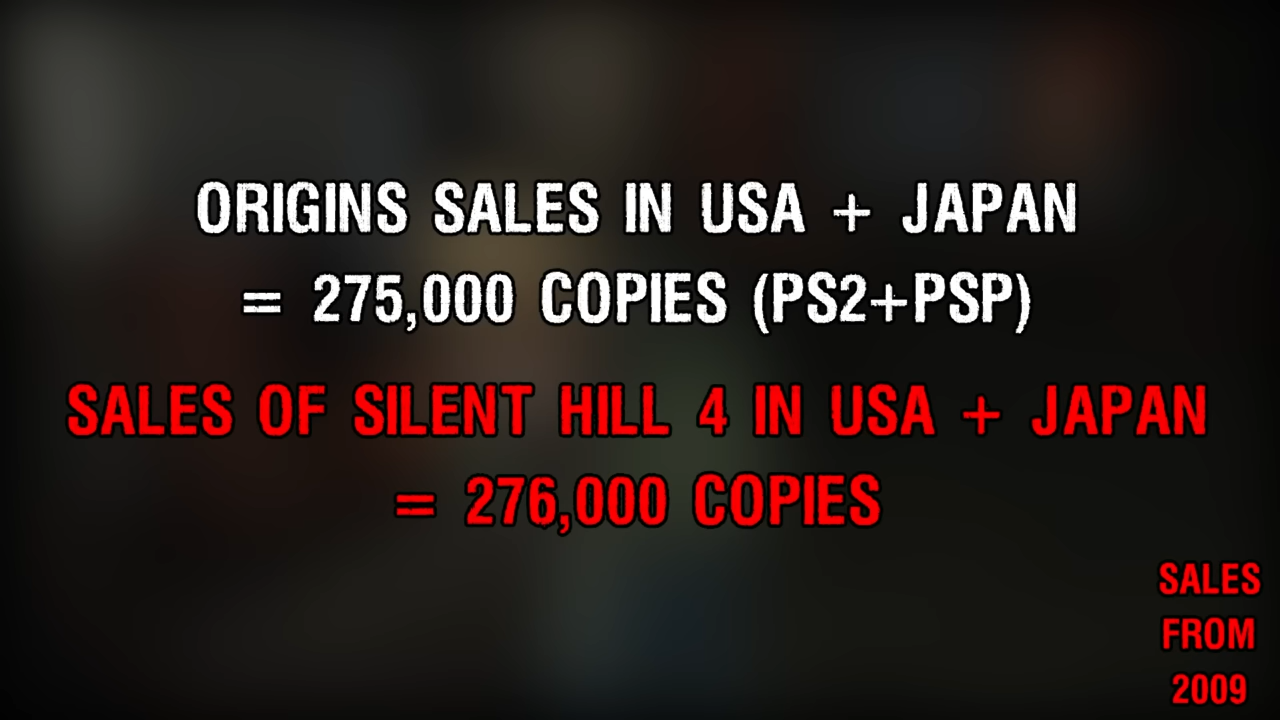 ORIGINS SALES IN USA + JAPAN
= 275,000 COPIES (PS2+PSP)
SALES OF SILENT HILL 4 IN USA + JAPAN
= 276,000 COPIES
SALES
FROM
2009